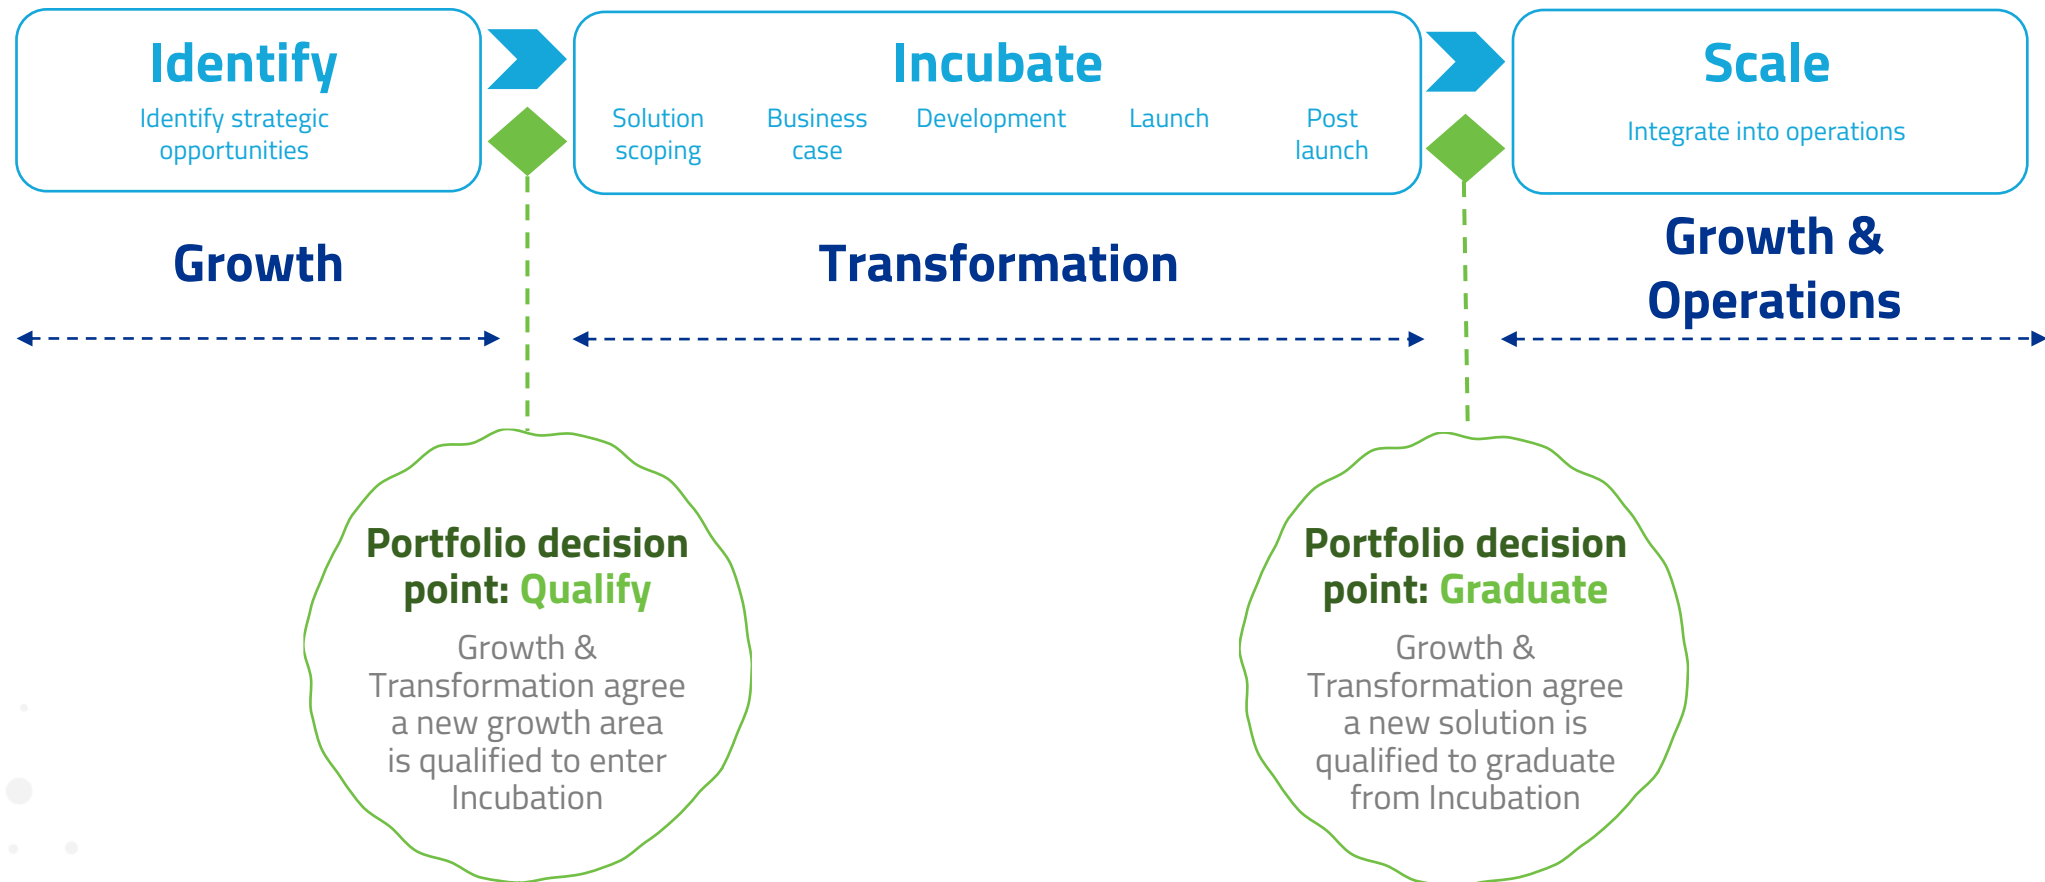 Identify
Identify strategic
opportunities
Incubate
Solution
scoping
Business
case
Development
Launch
Post
launch
Scale
Integrate into operations
Growth
Transformation
Growth &
Operations
Portfolio decision
point: Qualify
Growth &
Transformation agree
a new growth area
is qualified to enter
Incubation
Portfolio decision
point: Graduate
Growth &
Transformation agree
a new solution is
qualified to graduate
from Incubation